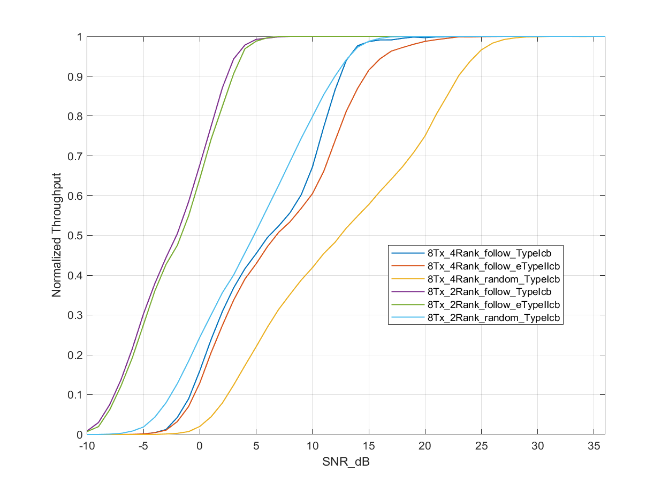 1
0.9
0.8
0.7
0.6
0.5
0.4
0.3
0.2
0.1
0
Normalized Throughput
8Tx_4Rank_follow_TypeIcb
8Tx_4Rank_follow_eTypeIIcb
8Tx_4Rank_random_TypeIcb
8Tx_2Rank_follow_TypeIcb
8Tx_2Rank_follow_eTypeIIcb
8Tx_2Rank_random_TypeIcb
-10 -5 0 5 10 15 20 25 30 35
SNR_dB